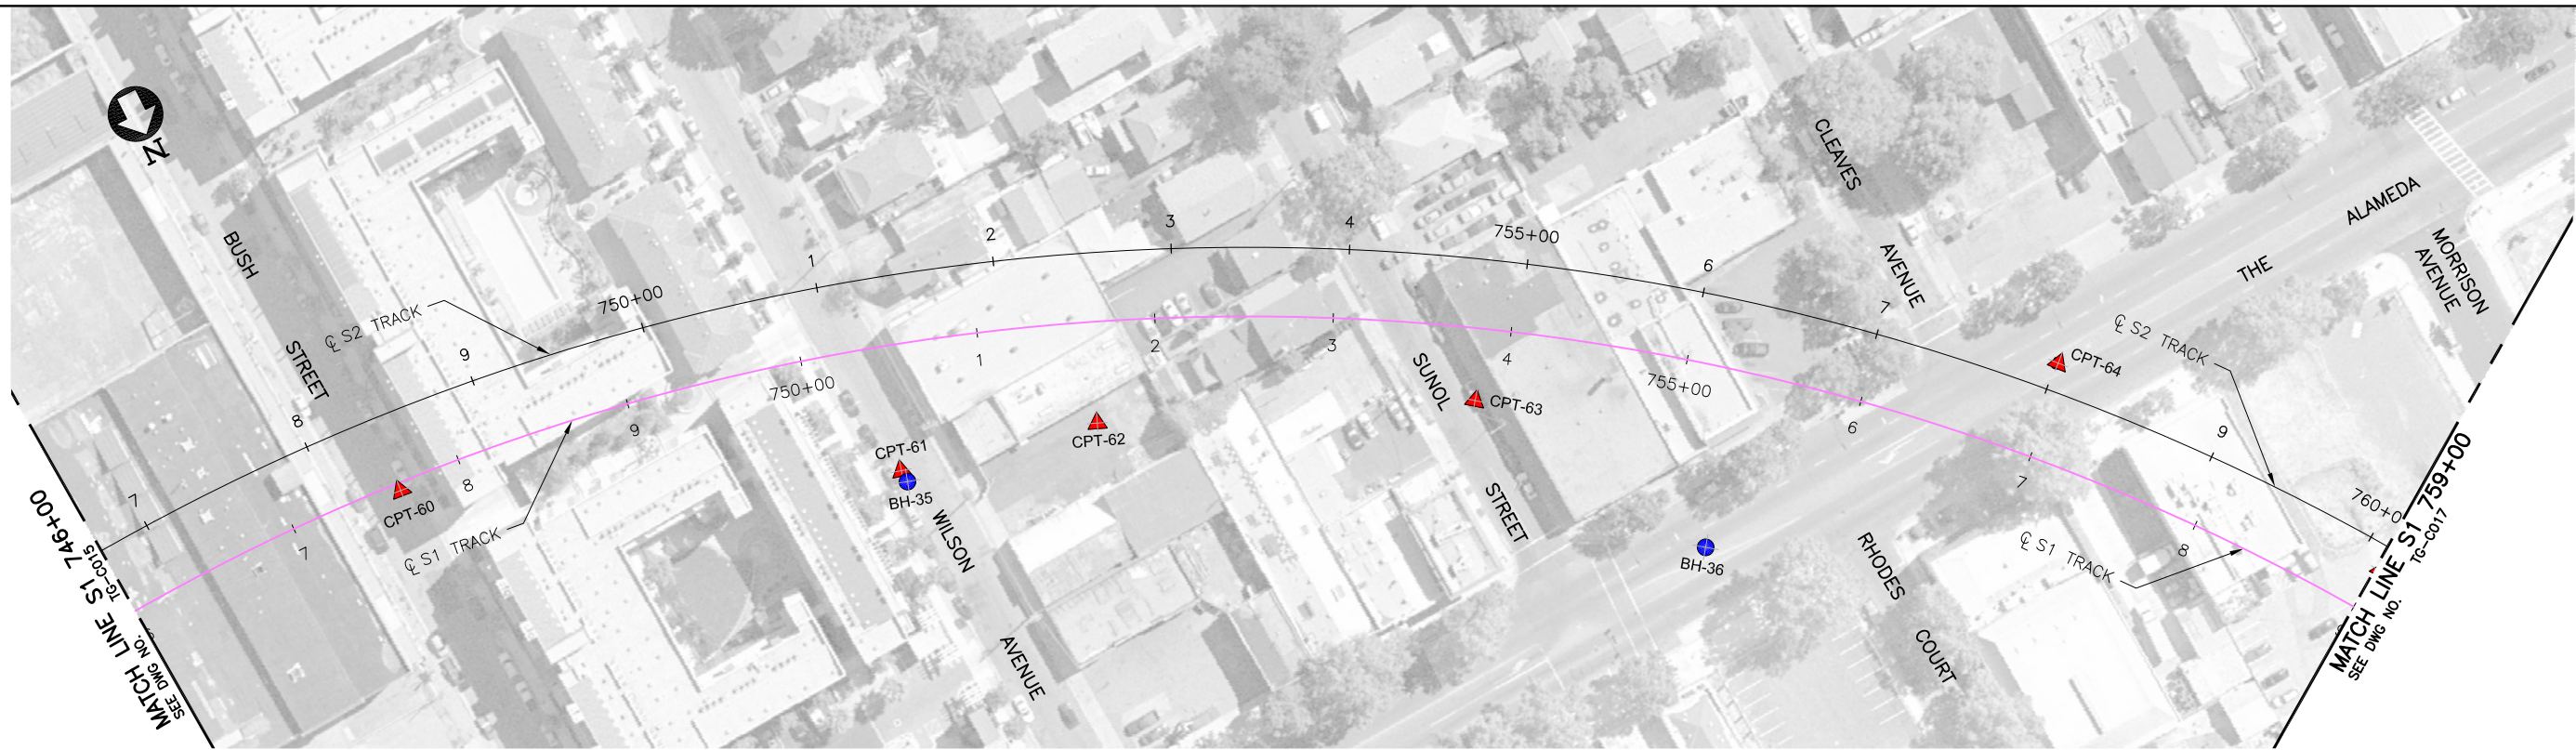 N
BUSH
STREET
℄ S2 TRACK
℄ S1 TRACK
7
8
9
750+00
1
2
3
4
755+00
6
7
9
760+0
7
8
9
750+00
1
2
3
4
755+00
6
7
8
CPT-60
CPT-61
BH-35
CPT-62
CPT-63
BH-36
CPT-64
WILSON
AVENUE
SUNOL
STREET
CLEAVES
AVENUE
RHODES
COURT
THE
ALAMEDA
MORRISON
AVENUE
℄ S2 TRACK
℄ S1 TRACK
MATCH LINE S1 746+00
SEE DWG NO. TG-C015
MATCH LINE S1 759+00
SEE DWG NO. TG-C017